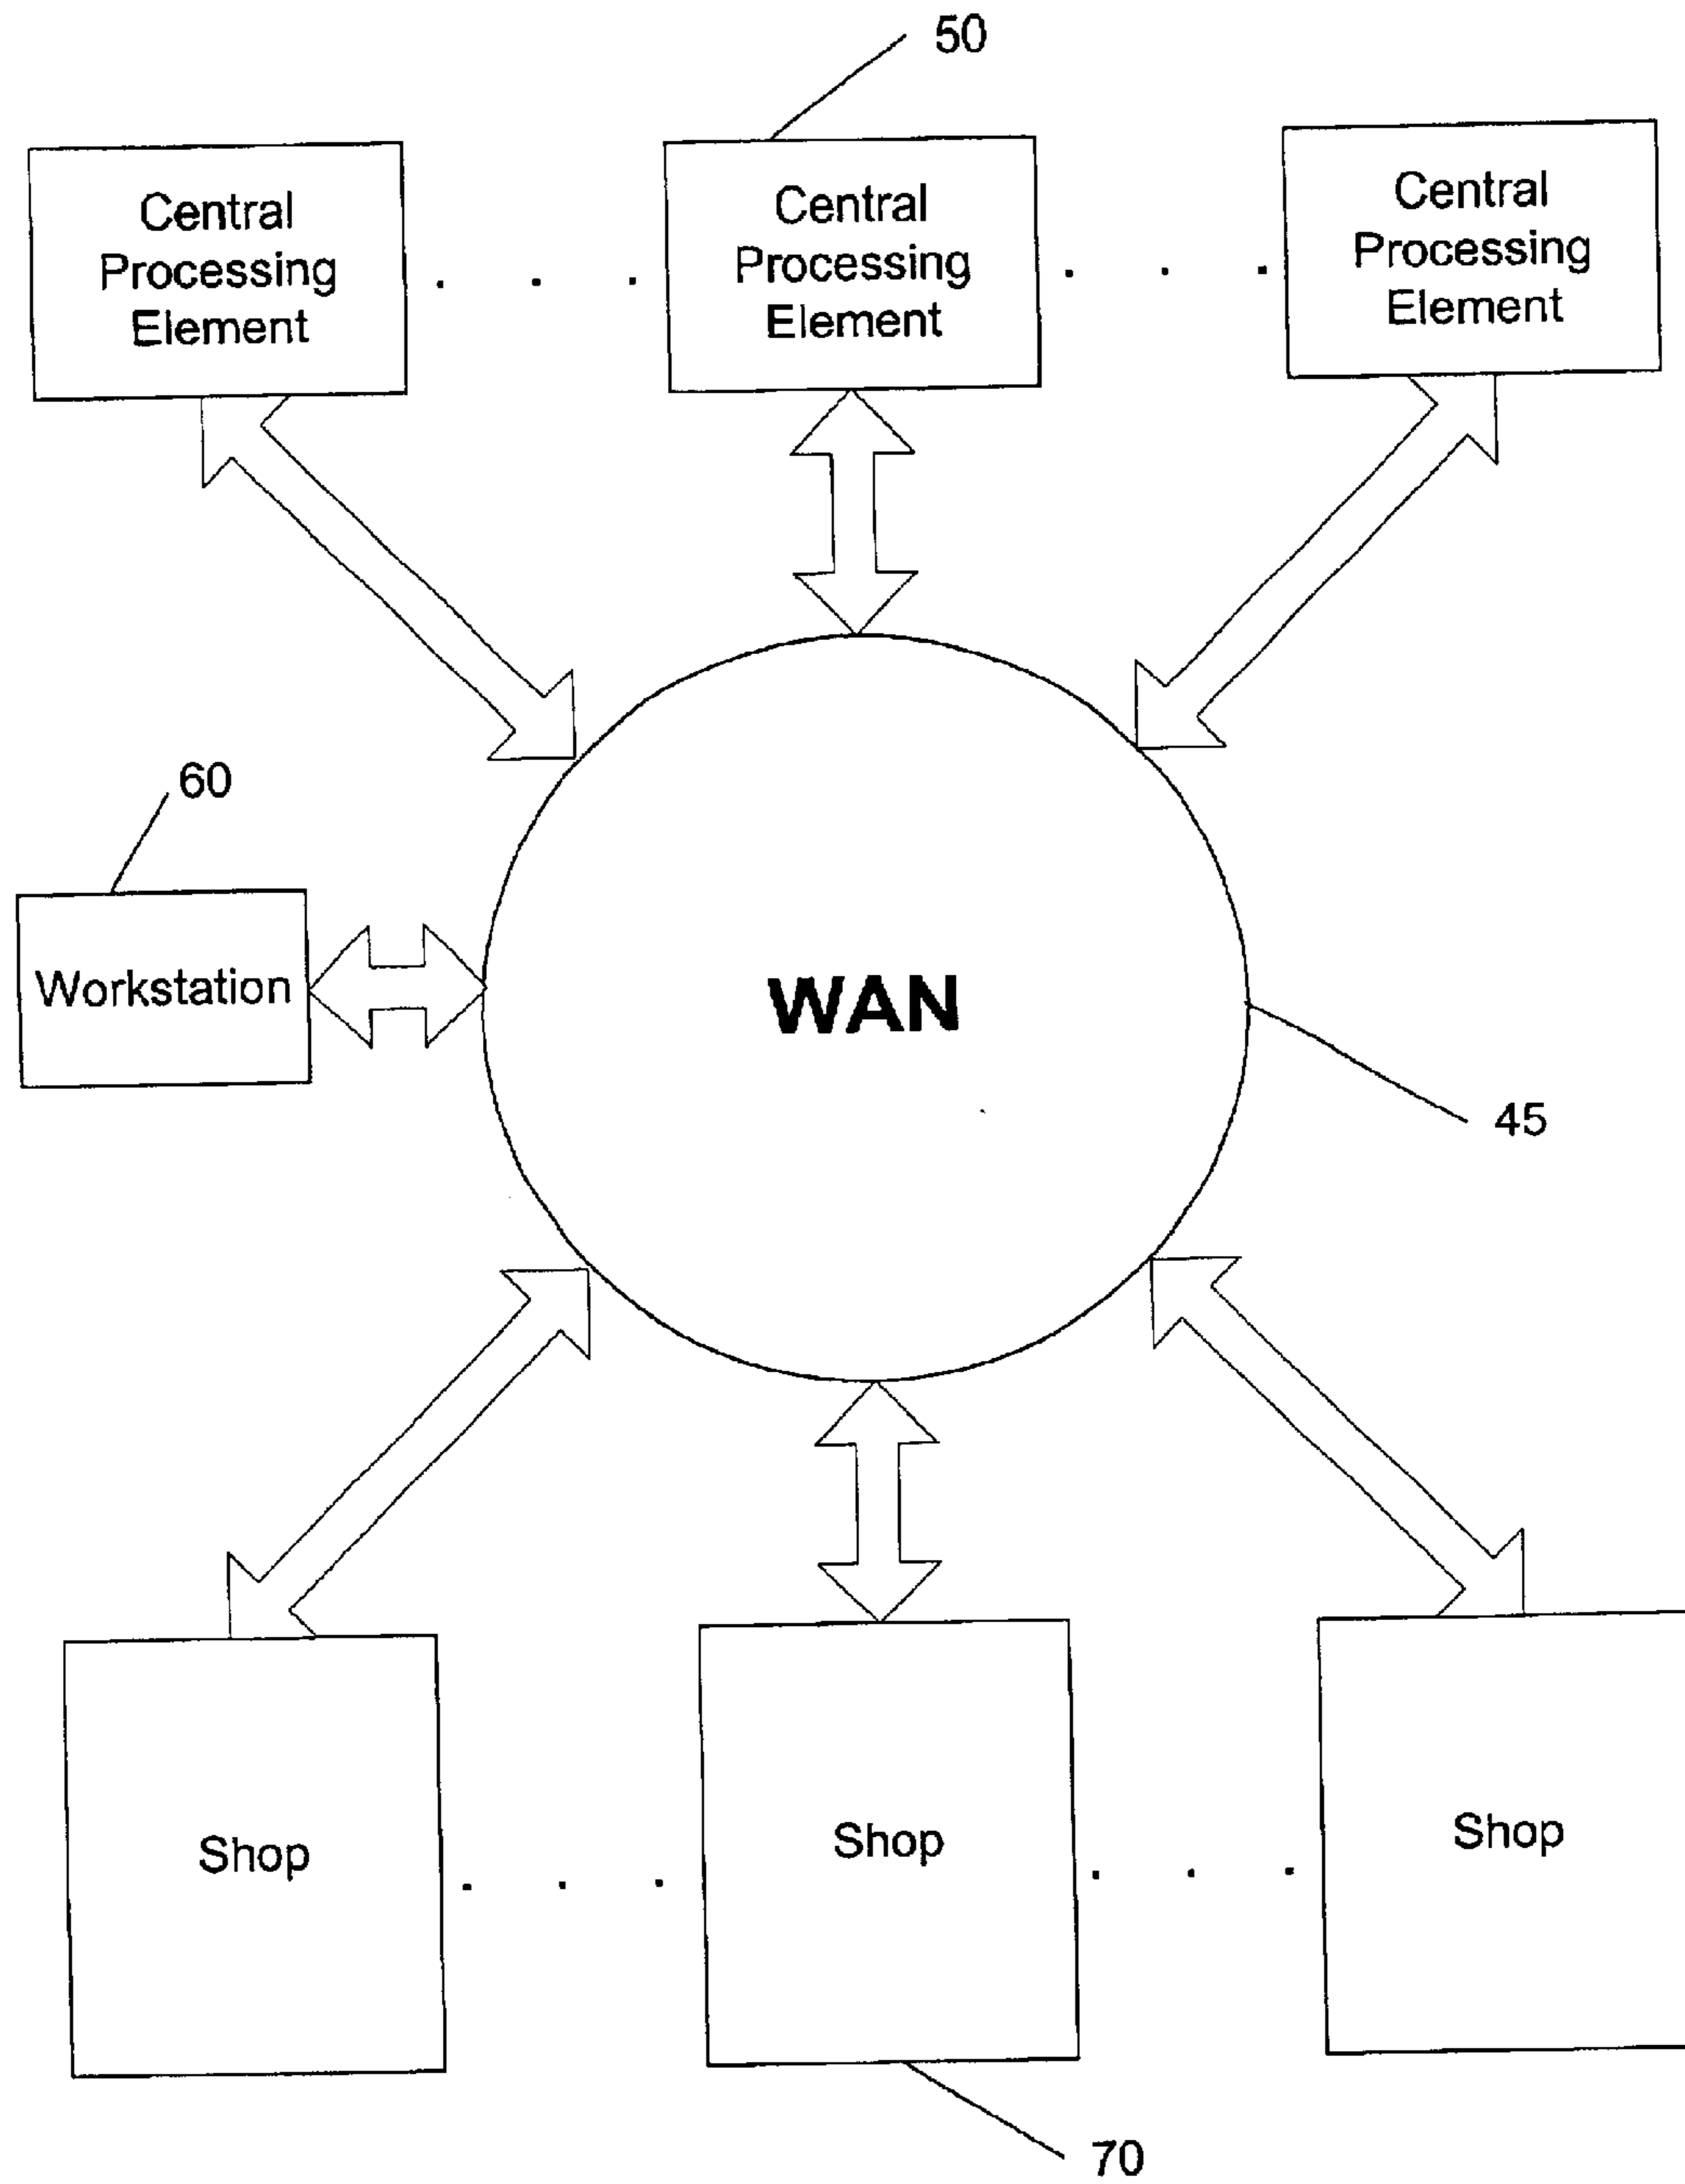 50
Central
Processing
Element
Central
Processing
Element
Central
Processing
Element
60
Workstation
WAN
45
Shop
Shop
Shop
70